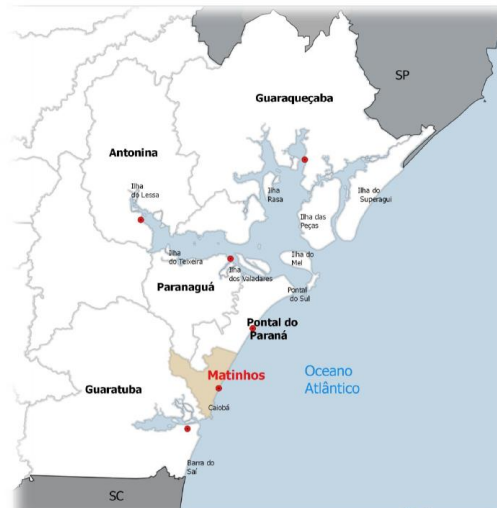 SP
Guaraqueçaba
Antonina
Ilha
do Lessa
Ilha
Rasa
Ilha do
Superagui
Ilha das
Peças
Ilha
do Teixeira
Ilha do
Mel
Ilha
dos Valadares
Paranaguá
Pontal
do Sul
Pontal do
Paraná
Matinhos
Oceano
Atlântico
Guaratuba
Caiobá
Barra do
Saí
SC